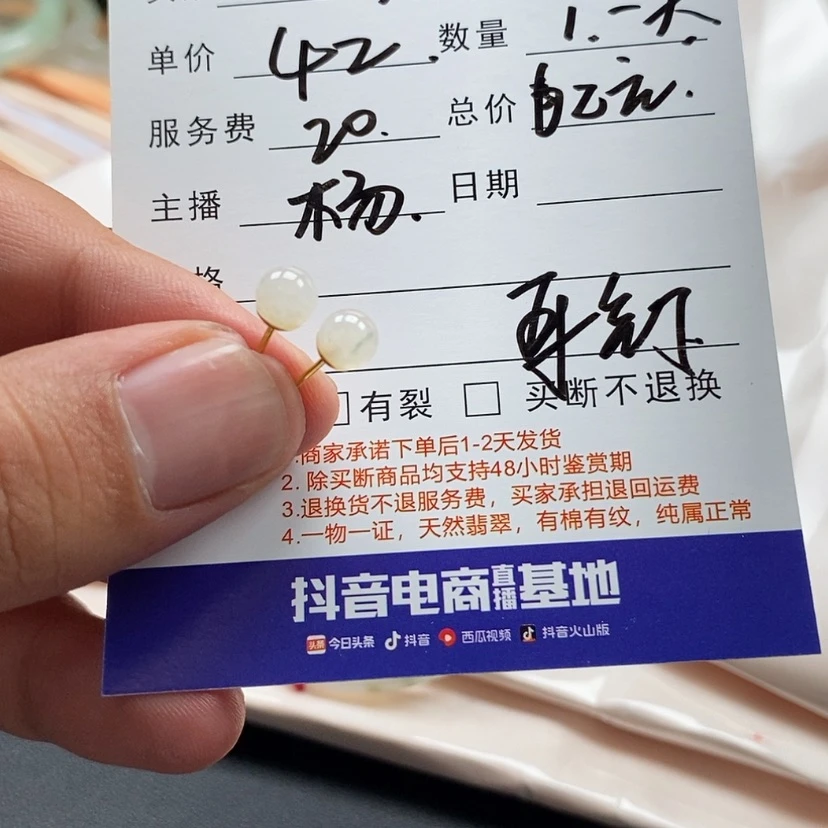 单价 42. 数量 1.一天.
服务费 20. 总价 62元.
主播 杨. 日期
格
有裂 □ 买断不退换
.商家承诺下单后1-2天发货
2. 除买断商品均支持48小时鉴赏期
3.退换货不退服务费，买家承担退回运费
4.一物一证，天然翡翠，有棉有纹，纯属正常
抖音电商直播基地
头条 今日头条 抖音 西瓜视频 抖音火山版